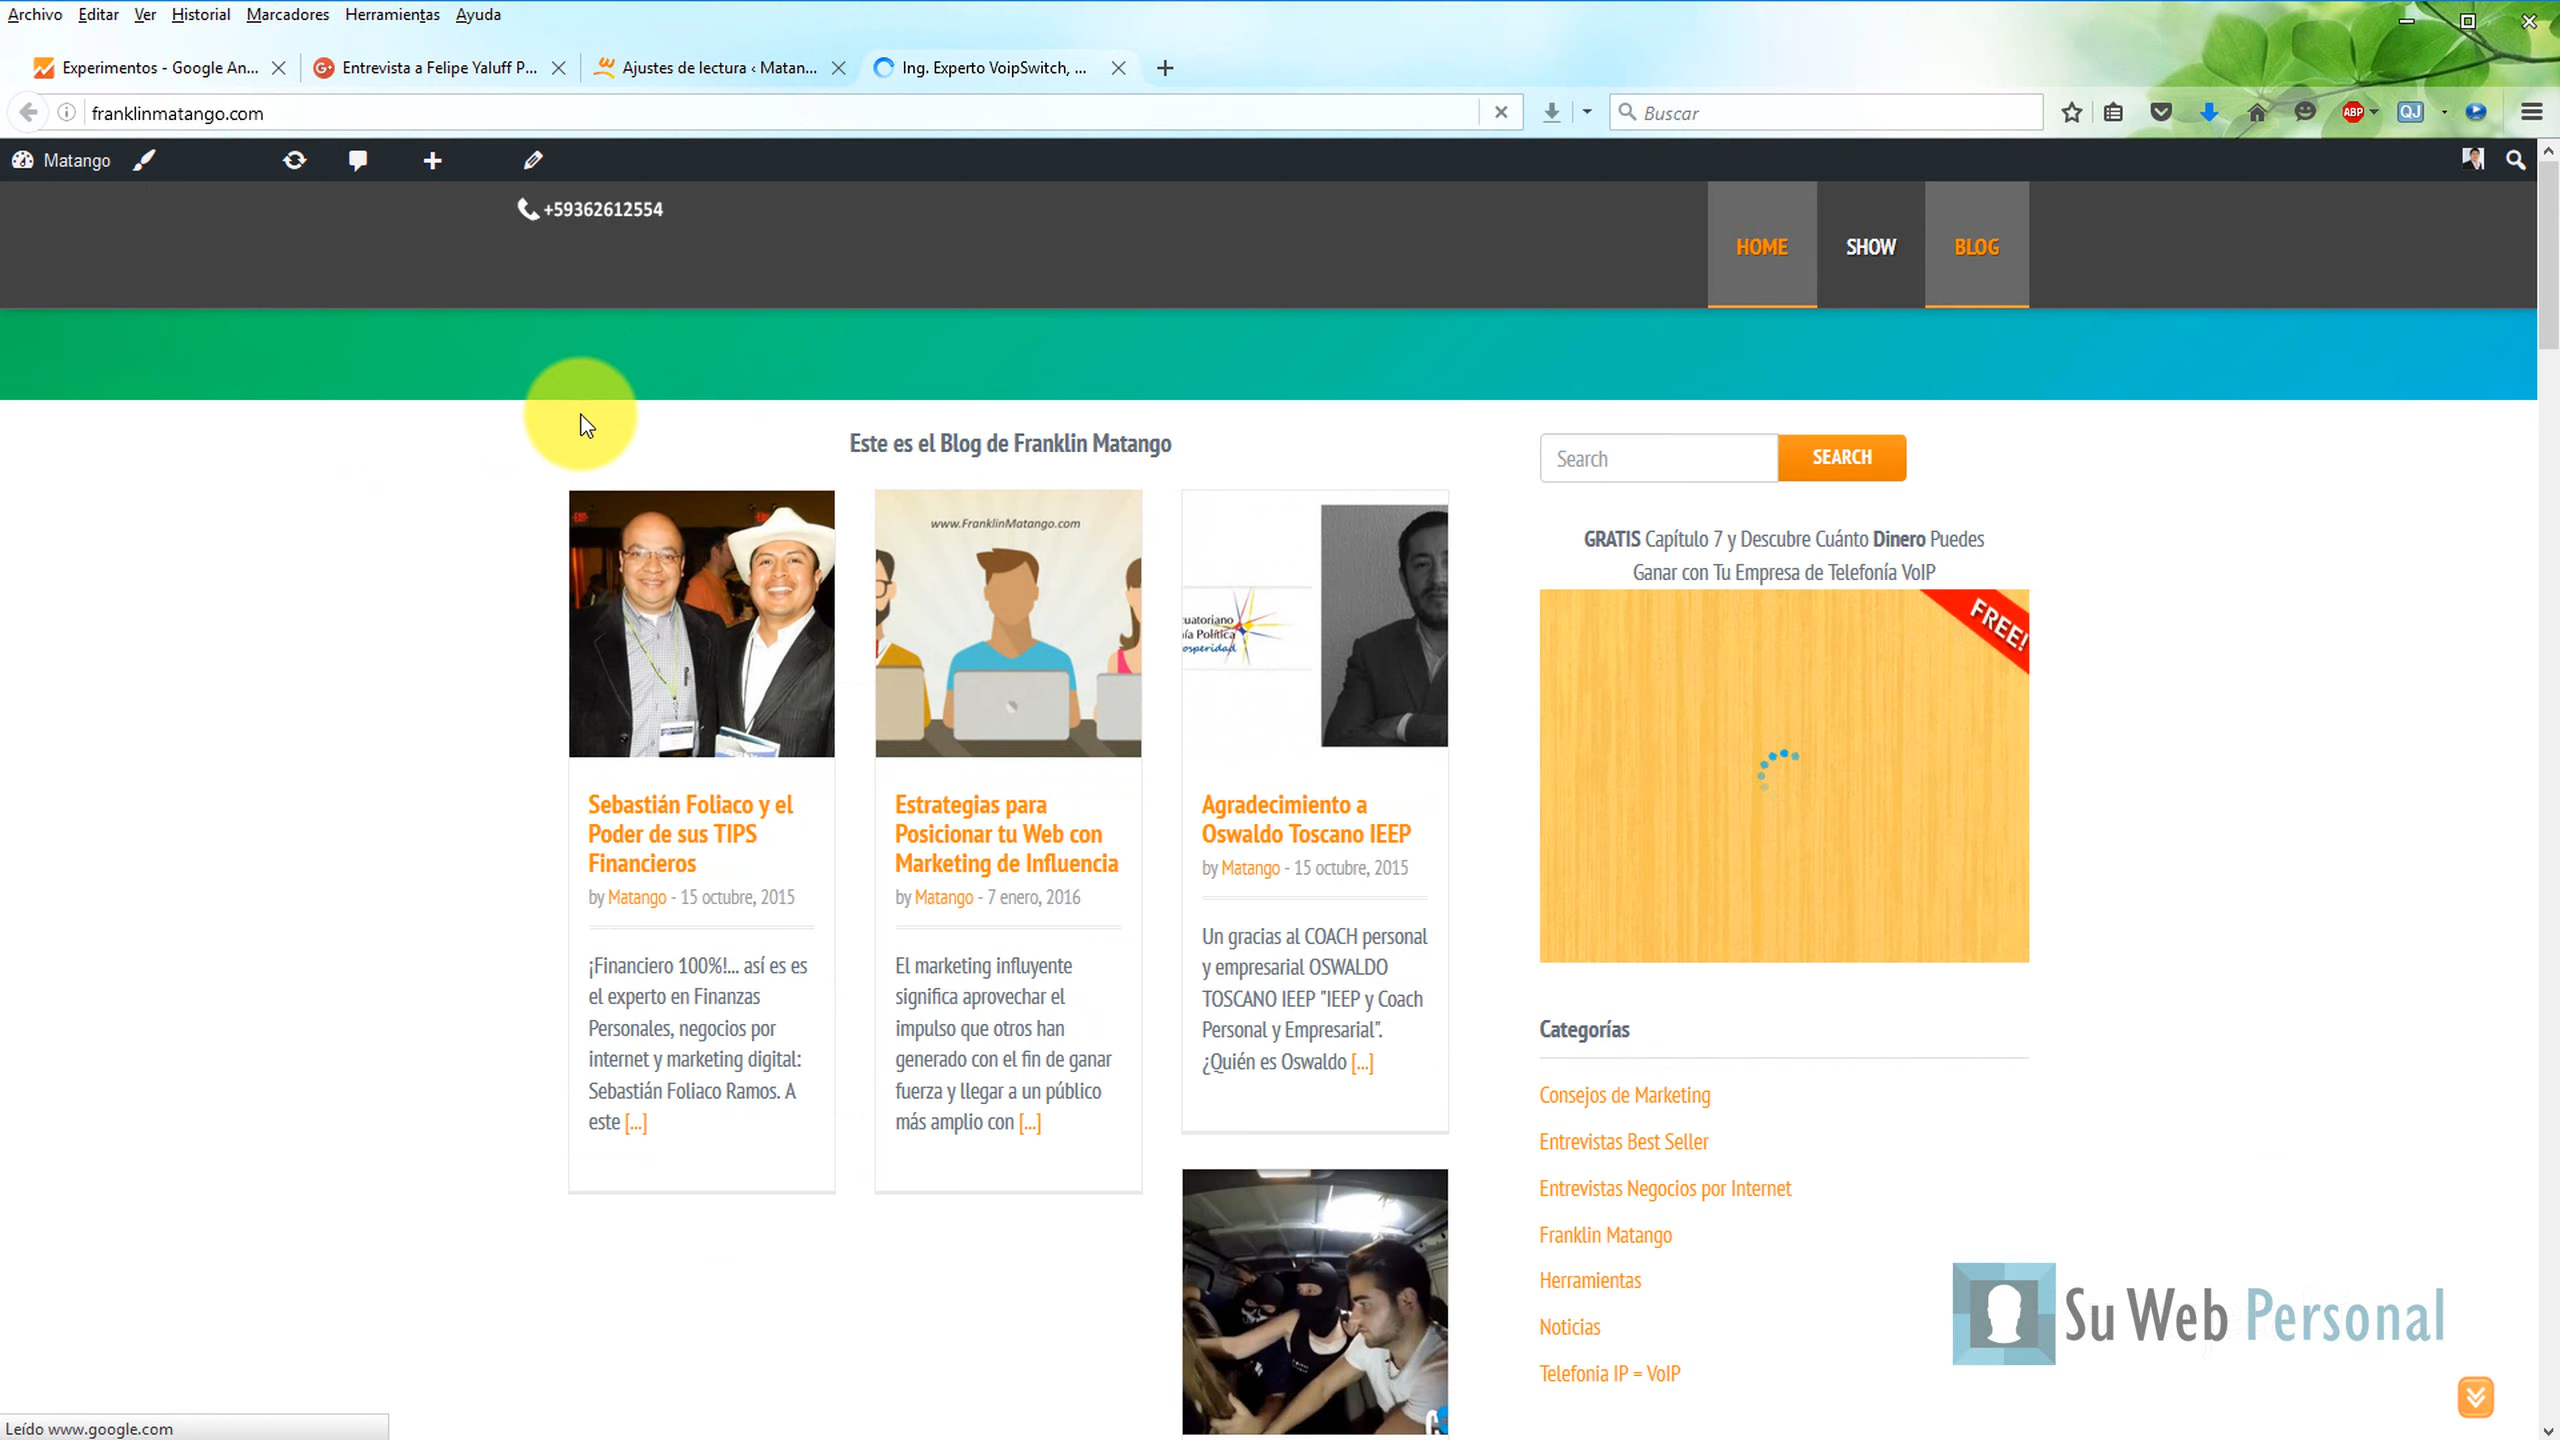 Archivo Editar Ver Historial Marcadores Herramientas Ayuda
Experimentos - Google An...
Entrevista a Felipe Yaluff P...
Ajustes de lectura ‹ Matan...
Ing. Experto VoipSwitch, ...
franklinmatango.com
Buscar
ABP
QJ
Matango
+59362612554
HOME
SHOW
BLOG
Este es el Blog de Franklin Matango
Search
SEARCH
GRATIS Capítulo 7 y Descubre Cuánto Dinero Puedes
Ganar con Tu Empresa de Telefonía VoIP
FREE!
www.FranklinMatango.com
uatoriano
ía Política
osperidad
Sebastián Foliaco y el
Poder de sus TIPS
Financieros
by Matango - 15 octubre, 2015
¡Financiero 100%!... así es es
el experto en Finanzas
Personales, negocios por
internet y marketing digital:
Sebastián Foliaco Ramos. A
este [...]
Estrategias para
Posicionar tu Web con
Marketing de Influencia
by Matango - 7 enero, 2016
El marketing influyente
significa aprovechar el
impulso que otros han
generado con el fin de ganar
fuerza y llegar a un público
más amplio con [...]
Agradecimiento a
Oswaldo Toscano IEEP
by Matango - 15 octubre, 2015
Un gracias al COACH personal
y empresarial OSWALDO
TOSCANO IEEP "IEEP y Coach
Personal y Empresarial".
¿Quién es Oswaldo [...]
Categorías
Consejos de Marketing
Entrevistas Best Seller
Entrevistas Negocios por Internet
Franklin Matango
Herramientas
Noticias
Telefonia IP = VoIP
Su Web Personal
Leído www.google.com